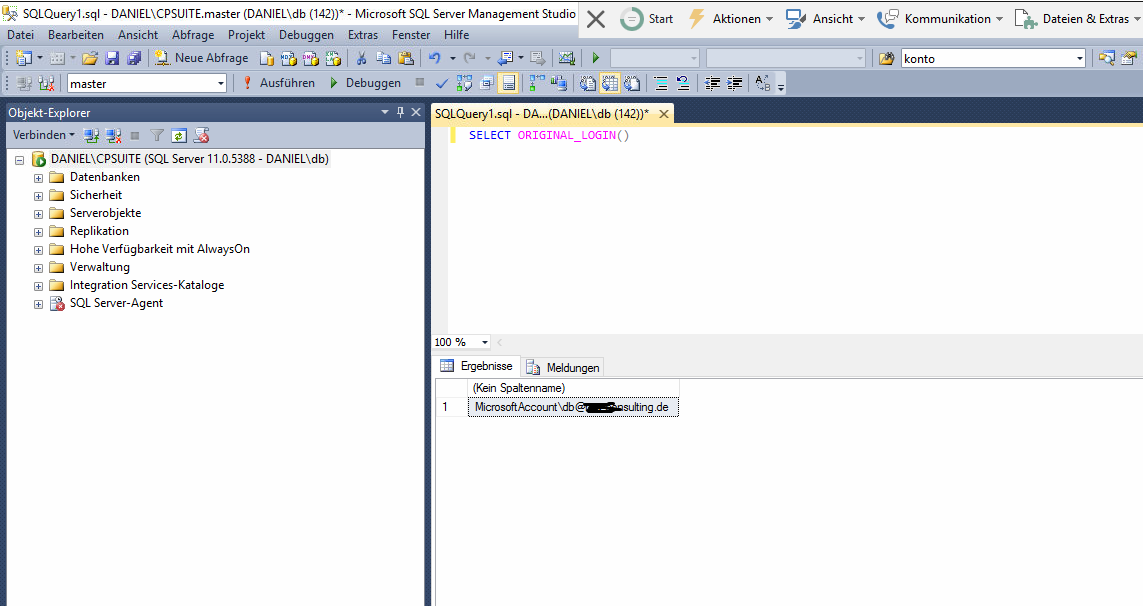 SQLQuery1.sql - DANIEL\CPSUITE.master (DANIEL\db (142))* - Microsoft SQL Server Management Studio
Start Aktionen Ansicht Kommunikation Dateien & Extras
Datei Bearbeiten Ansicht Abfrage Projekt Debuggen Extras Fenster Hilfe
Neue Abfrage konto
master Ausführen Debuggen
Objekt-Explorer
Verbinden
DANIEL\CPSUITE (SQL Server 11.0.5388 - DANIEL\db)
Datenbanken
Sicherheit
Serverobjekte
Replikation
Hohe Verfügbarkeit mit AlwaysOn
Verwaltung
Integration Services-Kataloge
SQL Server-Agent
SQLQuery1.sql - DA...(DANIEL\db (142))*
SELECT ORIGINAL_LOGIN()
100 %
Ergebnisse Meldungen
(Kein Spaltenname)
1 MicrosoftAccount\db@ nsulting.de